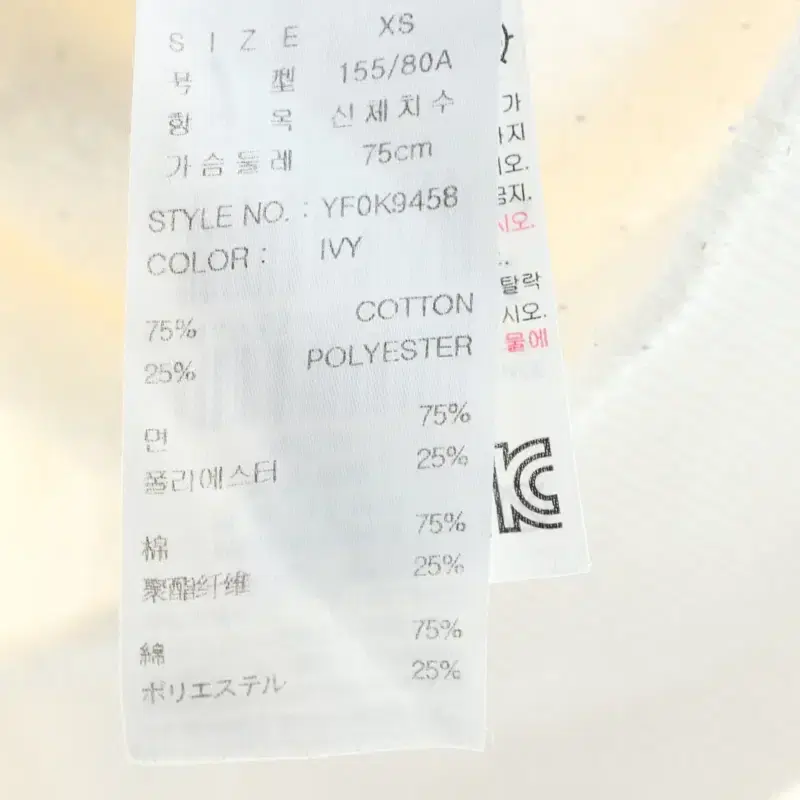 SIZE XS
호 型 155/80A
항 목 신체치수
가슴둘레 75cm
STYLE NO. : YF0K9458
COLOR : IVY
75% COTTON
25% POLYESTER
면 75%
폴리에스터 25%
棉 75%
聚酯纤维 25%
綿 75%
ポリエステル 25%
가
지
오.
금지.
시오.
탈락
시오.
물에